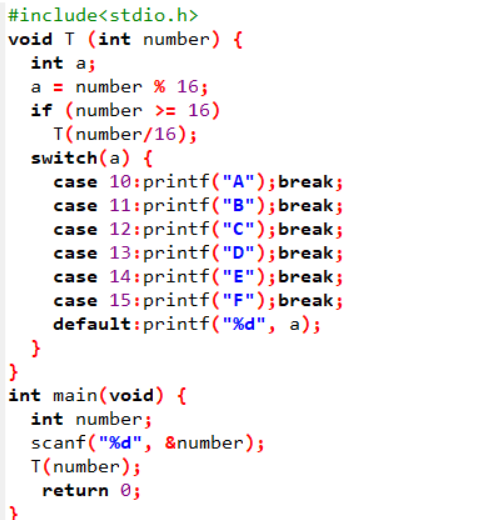 #include<stdio.h>
void T (int number) {
  int a;
  a = number % 16;
  if (number >= 16)
    T(number/16);
  switch(a) {
    case 10:printf("A");break;
    case 11:printf("B");break;
    case 12:printf("C");break;
    case 13:printf("D");break;
    case 14:printf("E");break;
    case 15:printf("F");break;
    default:printf("%d", a);
  }
}
int main(void) {
  int number;
  scanf("%d", &number);
  T(number);
   return 0;
}